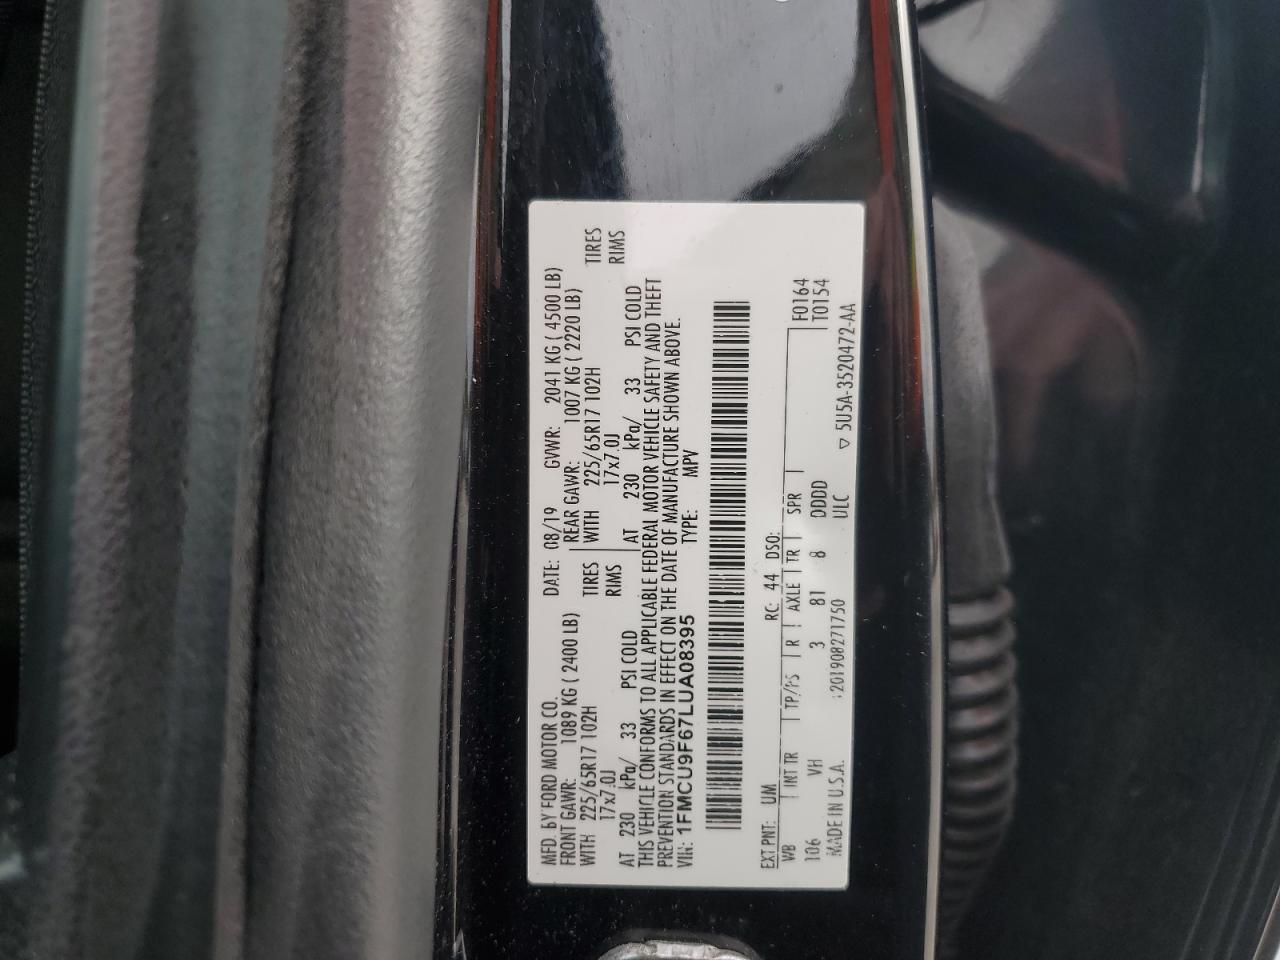 MFD. BY FORD MOTOR CO. DATE: 08/19 GVWR: 2041 KG ( 4500 LB)
FRONT GAWR: 1089 KG ( 2400 LB) REAR GAWR: 1007 KG ( 2220 LB)
WITH 225/65R17 102H TIRES WITH 225/65R17 102H TIRES
17x7.0J RIMS 17x7.0J RIMS
AT 230 kPa/ 33 PSI COLD AT 230 kPa/ 33 PSI COLD
THIS VEHICLE CONFORMS TO ALL APPLICABLE FEDERAL MOTOR VEHICLE SAFETY AND THEFT
PREVENTION STANDARDS IN EFFECT ON THE DATE OF MANUFACTURE SHOWN ABOVE.
VIN: 1FMCU9F67LUA08395 TYPE: MPV
EXT PNT: UM RC: 44 DSO:
WB INT TR TP/PS R AXLE TR SPR F0164
106 VH 3 81 8 DDDD T0154
MADE IN U.S.A. 201908271750 ULC ▽ 5U5A-3520472-AA